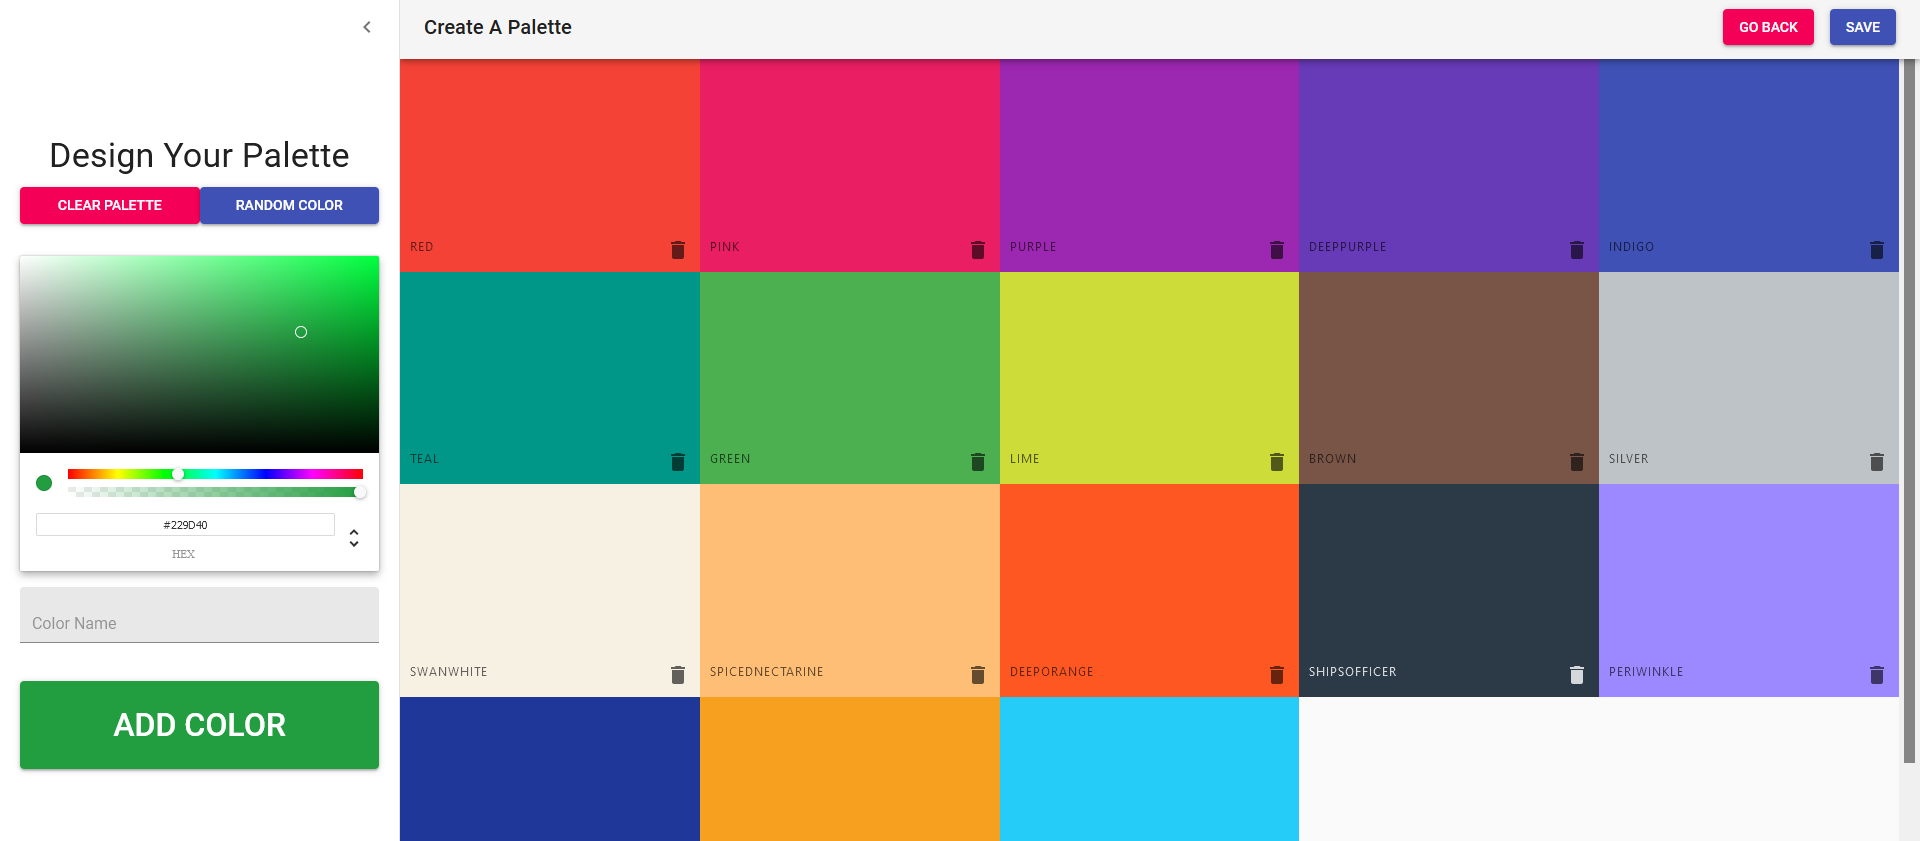 Create A Palette
GO BACK
SAVE
Design Your Palette
CLEAR PALETTE
RANDOM COLOR
#229D40
HEX
Color Name
ADD COLOR
RED
PINK
PURPLE
DEEPPURPLE
INDIGO
TEAL
GREEN
LIME
BROWN
SILVER
SWANWHITE
SPICEDNECTARINE
DEEPORANGE
SHIPSOFFICER
PERIWINKLE